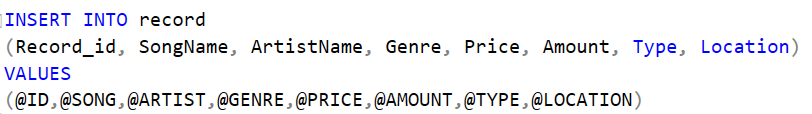 INSERT INTO record
(Record_id, SongName, ArtistName, Genre, Price, Amount, Type, Location)
VALUES
(@ID,@SONG,@ARTIST,@GENRE,@PRICE,@AMOUNT,@TYPE,@LOCATION)